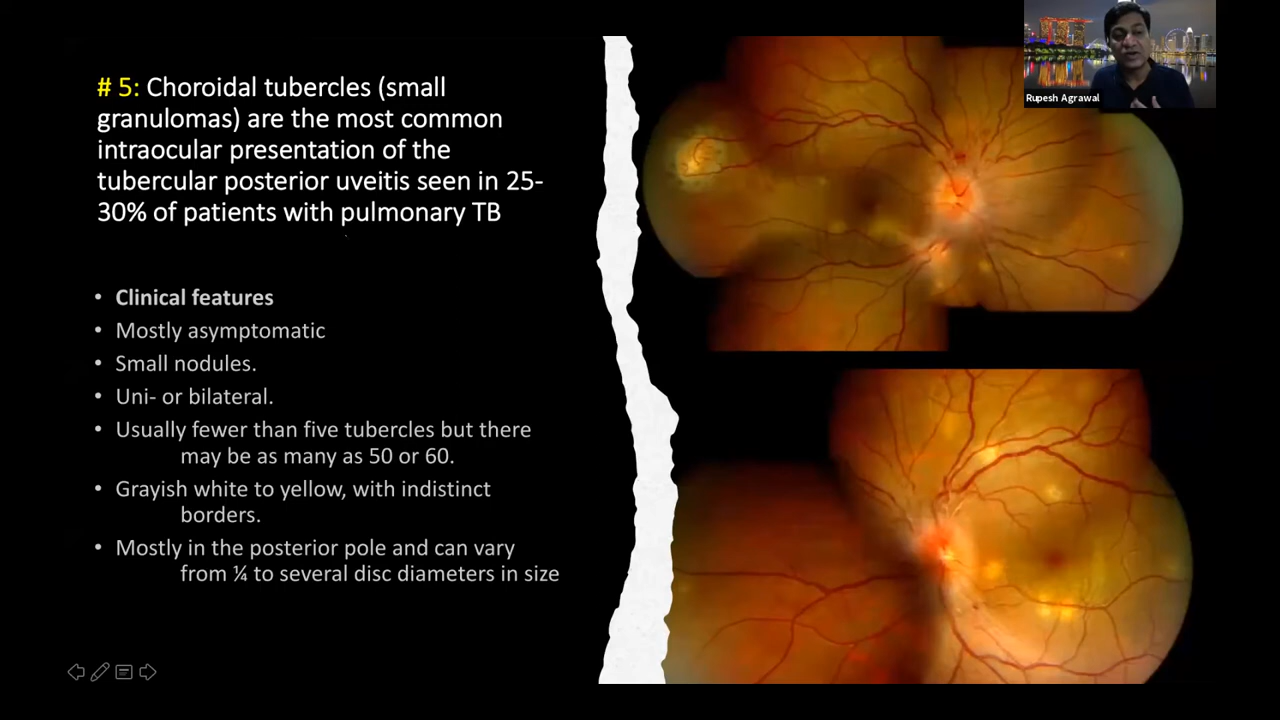 # 5: Choroidal tubercles (small
granulomas) are the most common
intraocular presentation of the
tubercular posterior uveitis seen in 25-
30% of patients with pulmonary TB
• Clinical features
• Mostly asymptomatic
• Small nodules.
• Uni- or bilateral.
• Usually fewer than five tubercles but there
may be as many as 50 or 60.
• Grayish white to yellow, with indistinct
borders.
• Mostly in the posterior pole and can vary
from ¼ to several disc diameters in size
Rupesh Agrawal